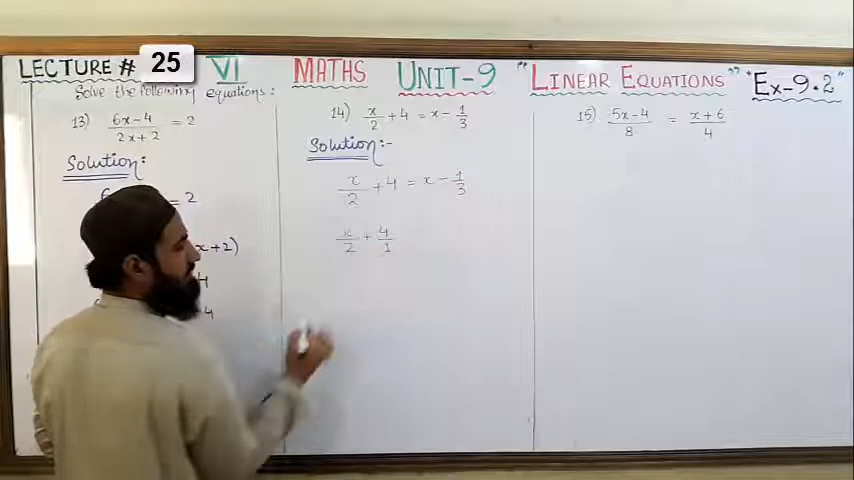 LECTURE # 25 VI MATHS UNIT-9 "LINEAR EQUATIONS" "Ex-9.2"
Solve the following equations:
13) (6x-4)/(2x+2) = 2
Solution:
6 = 2
x+2)
4
4
14) x/2 + 4 = x - 1/3
Solution:-
x/2 + 4 = x - 1/3
x/2 + 4/1
15) (5x-4)/8 = (x+6)/4